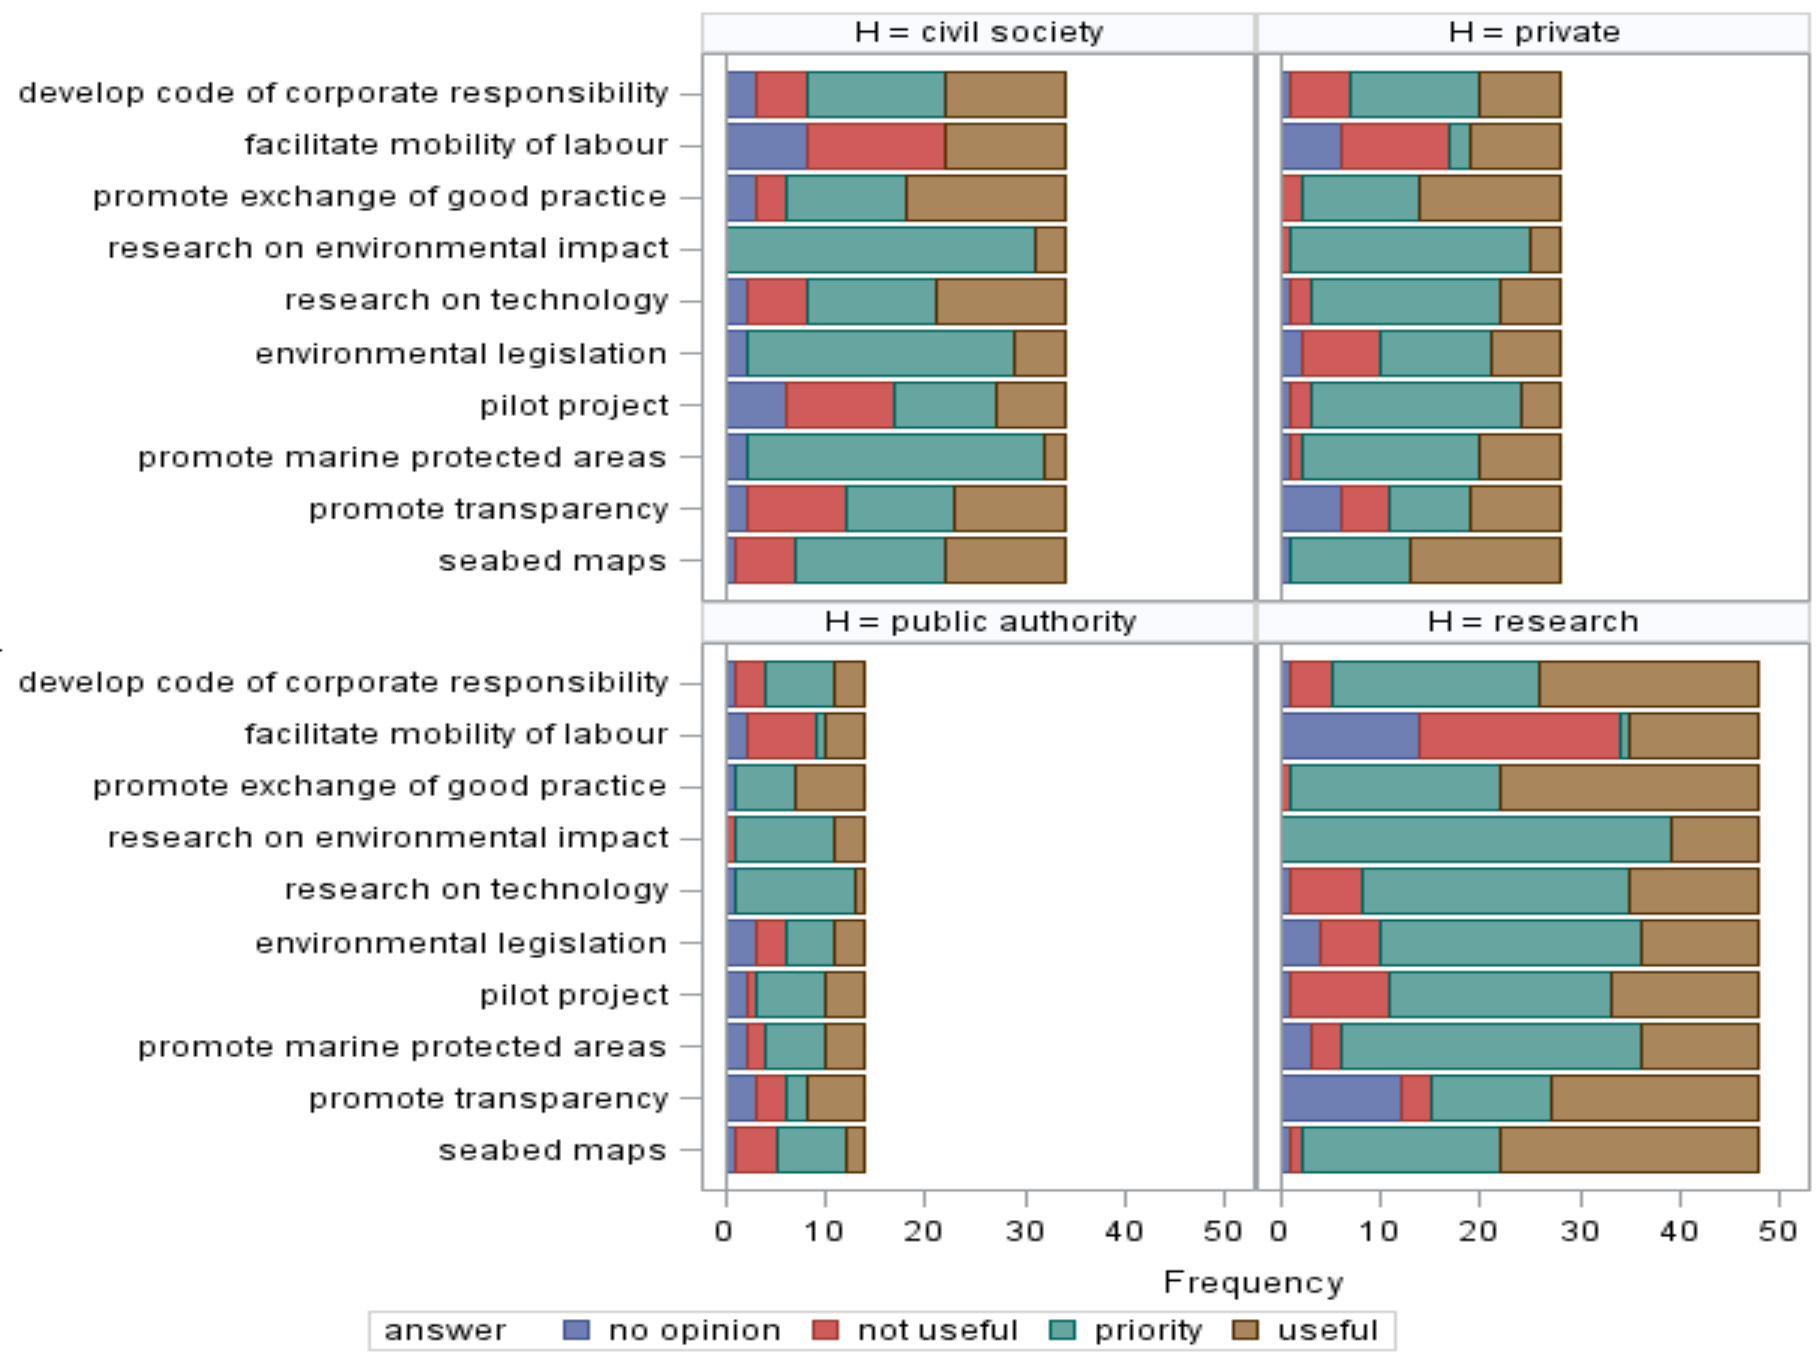 H = civil society
H = private
develop code of corporate responsibility
facilitate mobility of labour
promote exchange of good practice
research on environmental impact
research on technology
environmental legislation
pilot project
promote marine protected areas
promote transparency
seabed maps
H = public authority
H = research
develop code of corporate responsibility
facilitate mobility of labour
promote exchange of good practice
research on environmental impact
research on technology
environmental legislation
pilot project
promote marine protected areas
promote transparency
seabed maps
0 10 20 30 40 50 0 10 20 30 40 50
Frequency
answer no opinion not useful priority useful